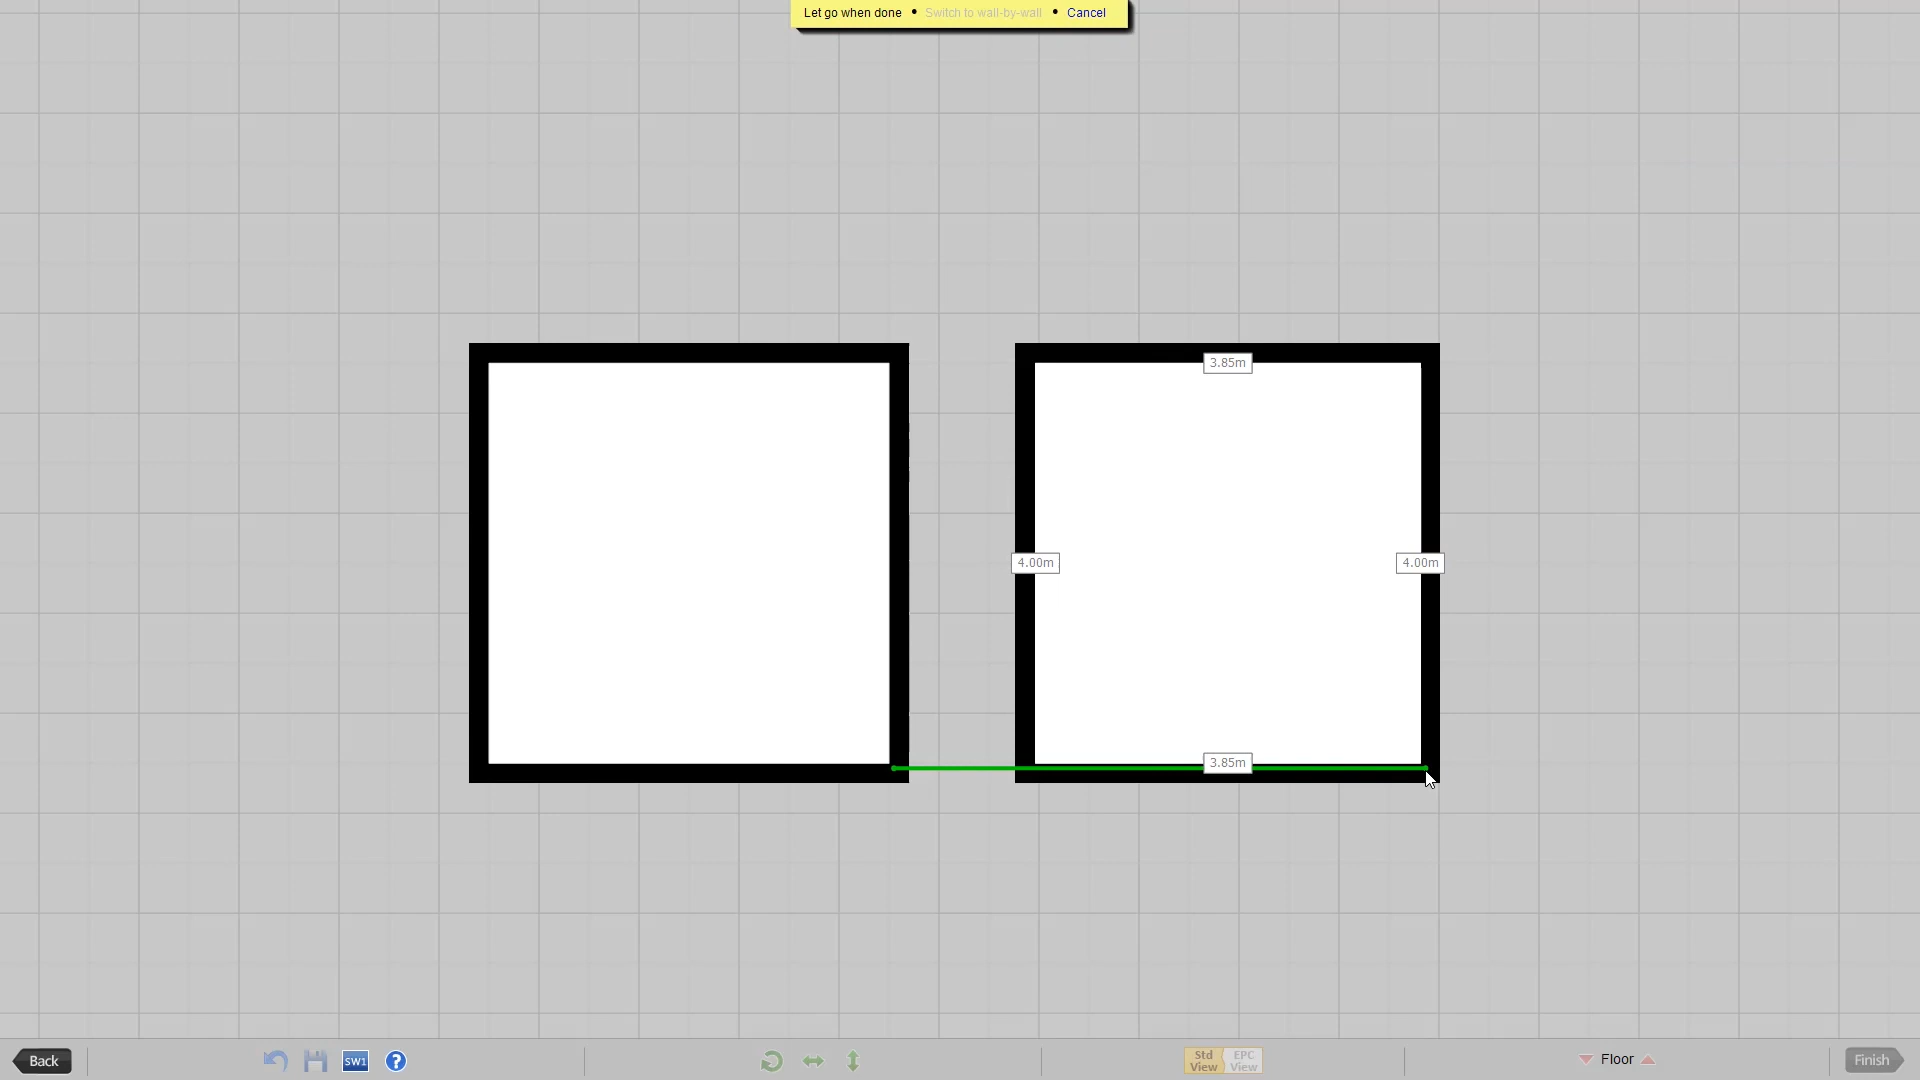 Let go when done • Switch to wall-by-wall • Cancel
3.85m
4.00m 4.00m
3.85m
Back
SW1
?
Std View
EPC View
Floor
Finish